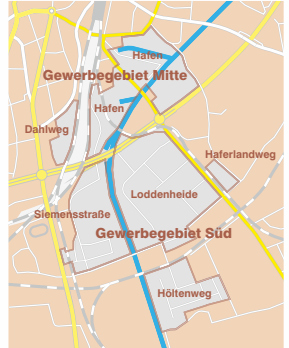 Hafen
Gewerbegebiet Mitte
Hafen
Dahlweg
Haferlandweg
Loddenheide
Siemensstraße
Gewerbegebiet Süd
Höltenweg